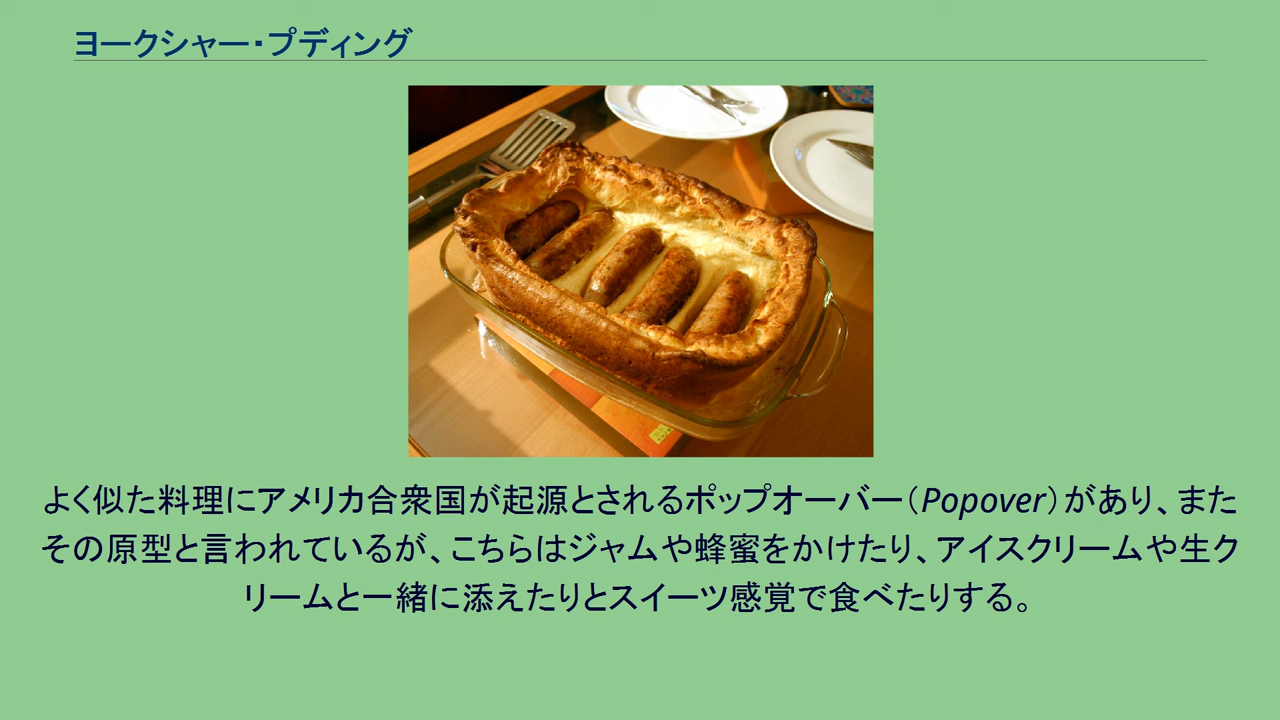 ヨークシャー・プディング
よく似た料理にアメリカ合衆国が起源とされるポップオーバー（Popover）があり、また
その原型と言われているが、こちらはジャムや蜂蜜をかけたり、アイスクリームや生ク
リームと一緒に添えたりとスイーツ感覚で食べたりする。